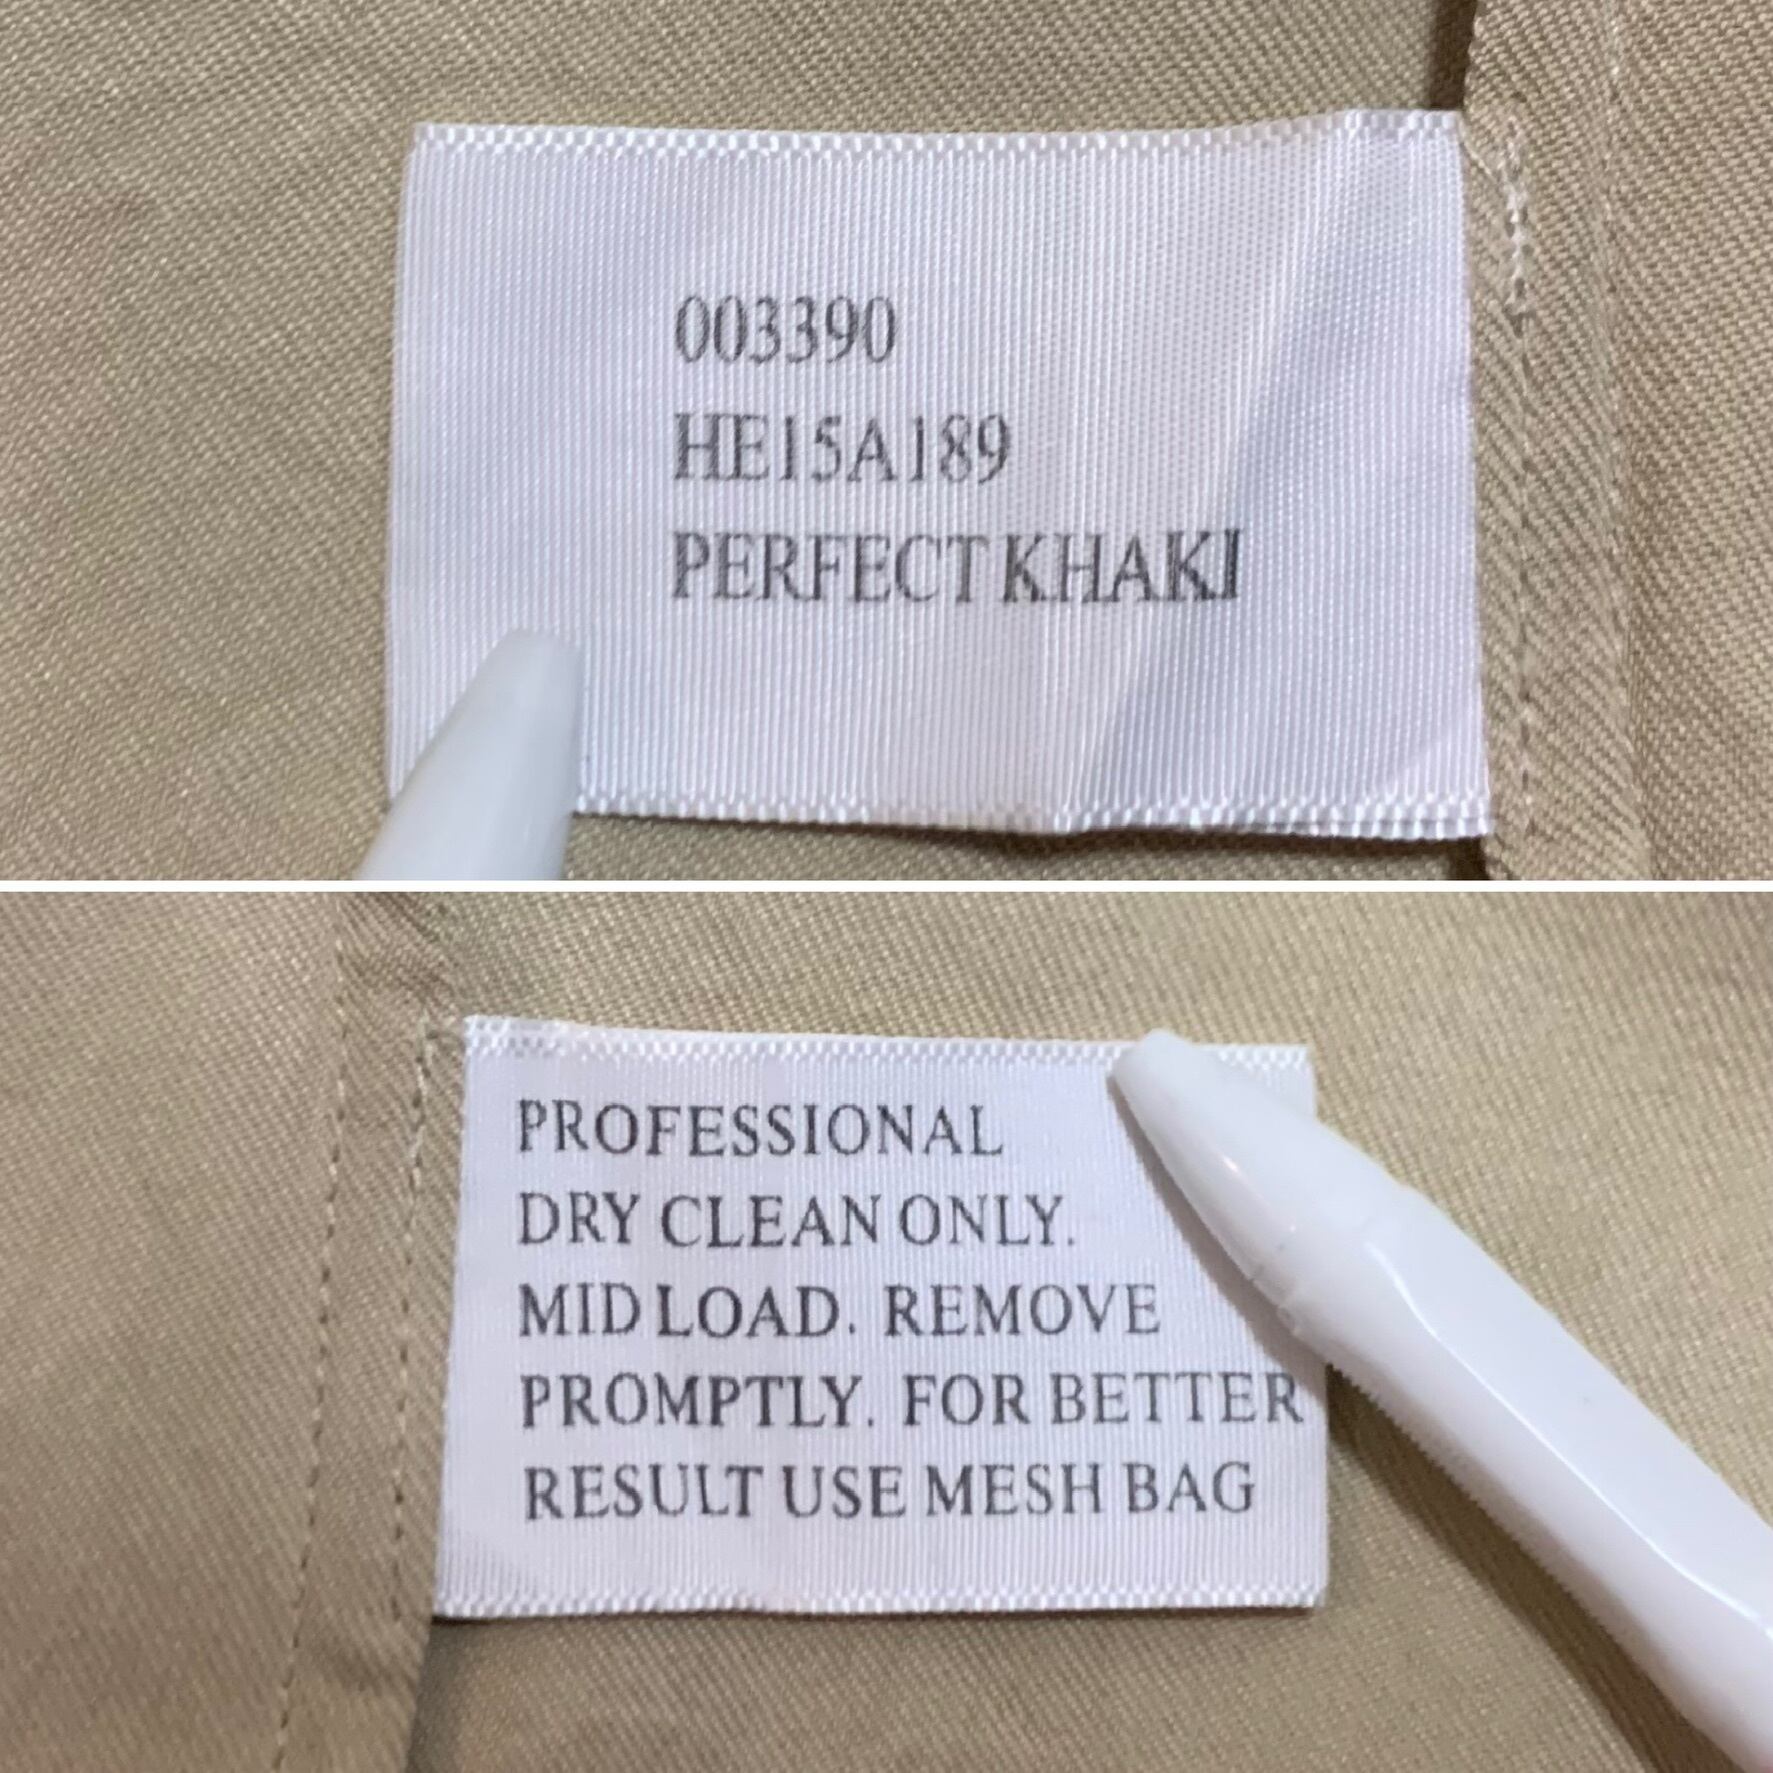 003390
HE15A189
PERFECT KHAKI
PROFESSIONAL
DRY CLEAN ONLY.
MID LOAD. REMOVE
PROMPTLY. FOR BETTER
RESULT USE MESH BAG